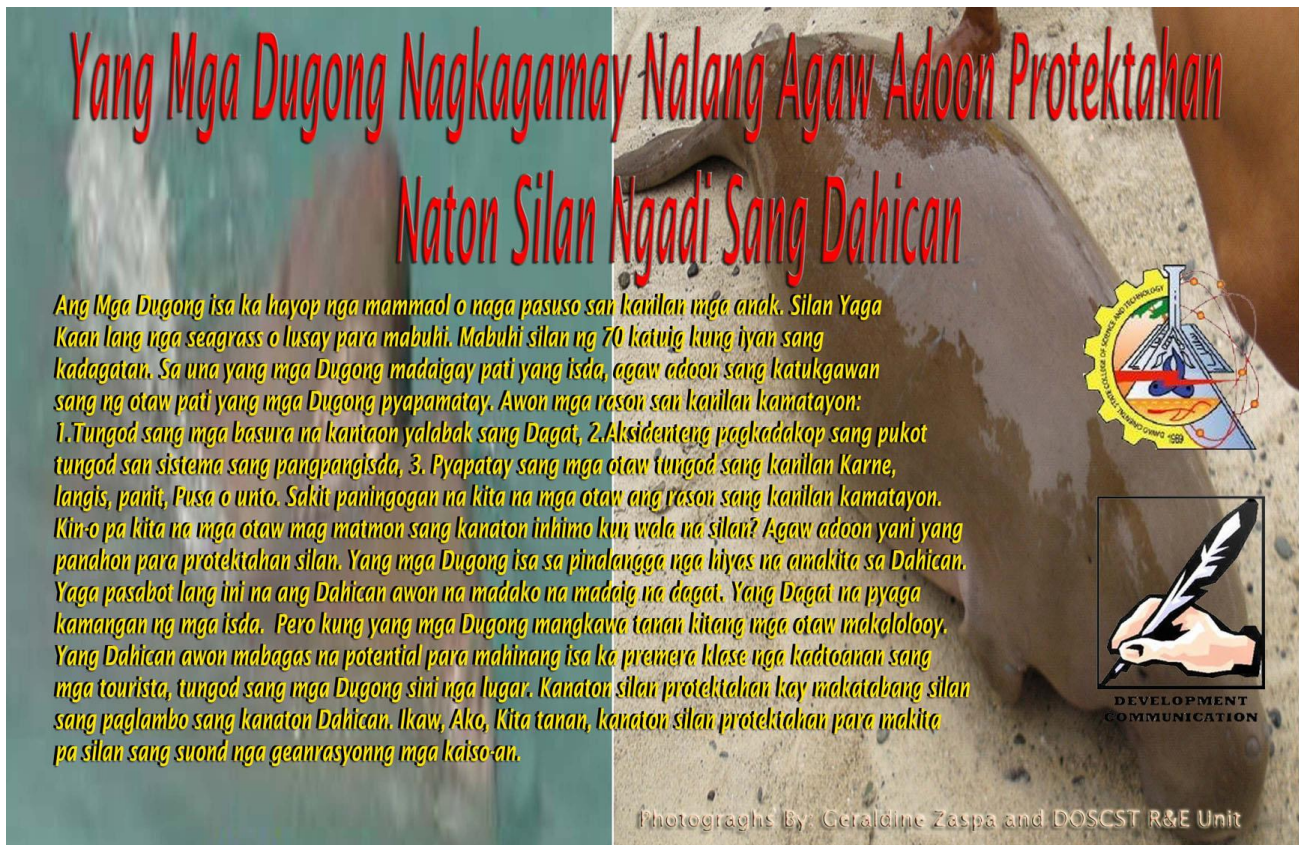 Yang Mga Dugong Nagkagamay Nalang Agaw Adoon Protektahan
Naton Silan Ngadi Sang Dahican
Ang Mga Dugong isa ka hayop nga mammaol o naga pasuso san kanilan mga anak. Silan Yaga
Kaan lang nga seagrass o lusay para mabuhi. Mabuhi silan ng 70 katuig kung iyan sang
kadagatan. Sa una yang mga Dugong madaigay pati yang isda, agaw adoon sang katukgawan
sang ng otaw pati yang mga Dugong pyapamatay. Awon mga rason san kanilan kamatayon:
1.Tungod sang mga basura na kantaon yalabak sang Dagat, 2.Aksidenteng pagkadakop sang pukot
tungod san sistema sang pangpangisda, 3. Pyapatay sang mga otaw tungod sang kanilan Karne,
langis, panit, Pusa o unto. Sakit paningogan na kita na mga otaw ang rason sang kanilan kamatayon.
Kin-o pa kita na mga otaw mag matmon sang kanaton inhimo kun wala na silan? Agaw adoon yani yang
panahon para protektahan silan. Yang mga Dugong isa sa pinalangga nga hiyas na amakita sa Dahican.
Yaga pasabot lang ini na ang Dahican awon na madako na madaig na dagat. Yang Dagat na pyaga
kamangan ng mga isda. Pero kung yang mga Dugong mangkawa tanan kitang mga otaw makalolooy.
Yang Dahican awon mabagas na potential para mahinang isa ka premera klase nga kadtoanan sang
mga tourista, tungod sang mga Dugong sini nga lugar. Kanaton silan protektahan kay makatabang silan
sang paglambo sang kanaton Dahican. Ikaw, Ako, Kita tanan, kanaton silan protektahan para makita
pa silan sang suond nga geanrasyonng mga kaiso-an.
DAVAO ORIENTAL STATE COLLEGE OF SCIENCE AND TECHNOLOGY
1989
DEVELOPMENT
COMMUNICATION
Photograghs By: Geraldine Zaspa and DOSCST R&E Unit